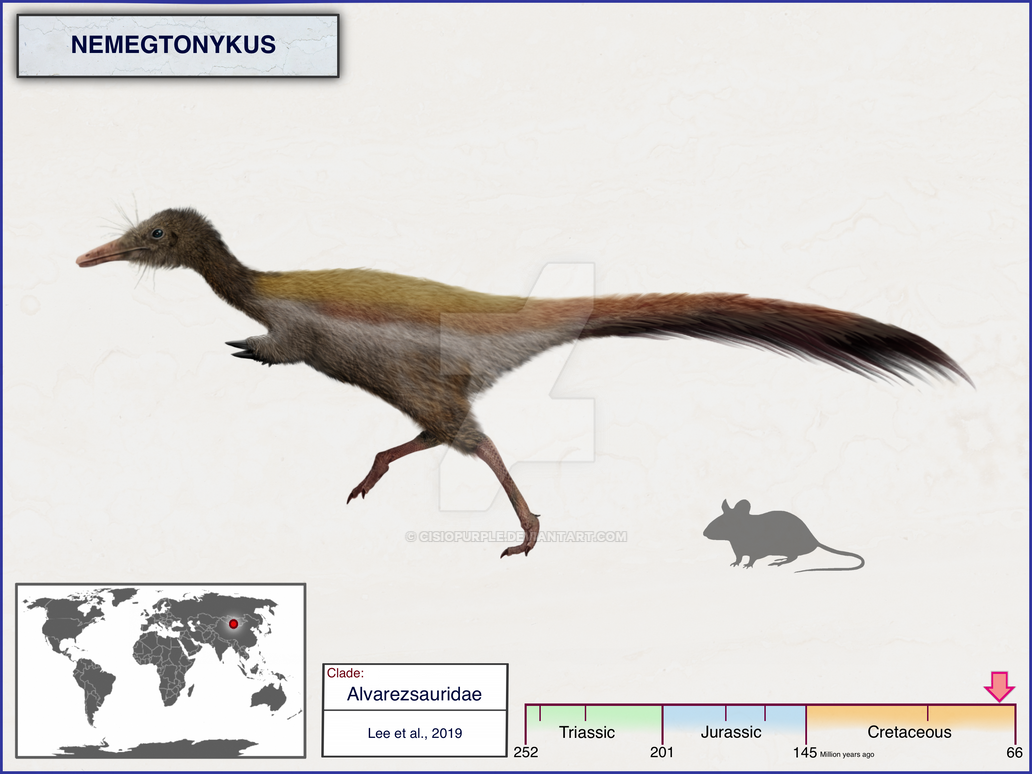 NEMEGTONYKUS
© CISIOPURPLE.DEVIANTART.COM
Clade:
Alvarezsauridae
Lee et al., 2019
Triassic Jurassic Cretaceous
252 201 145 Million years ago 66